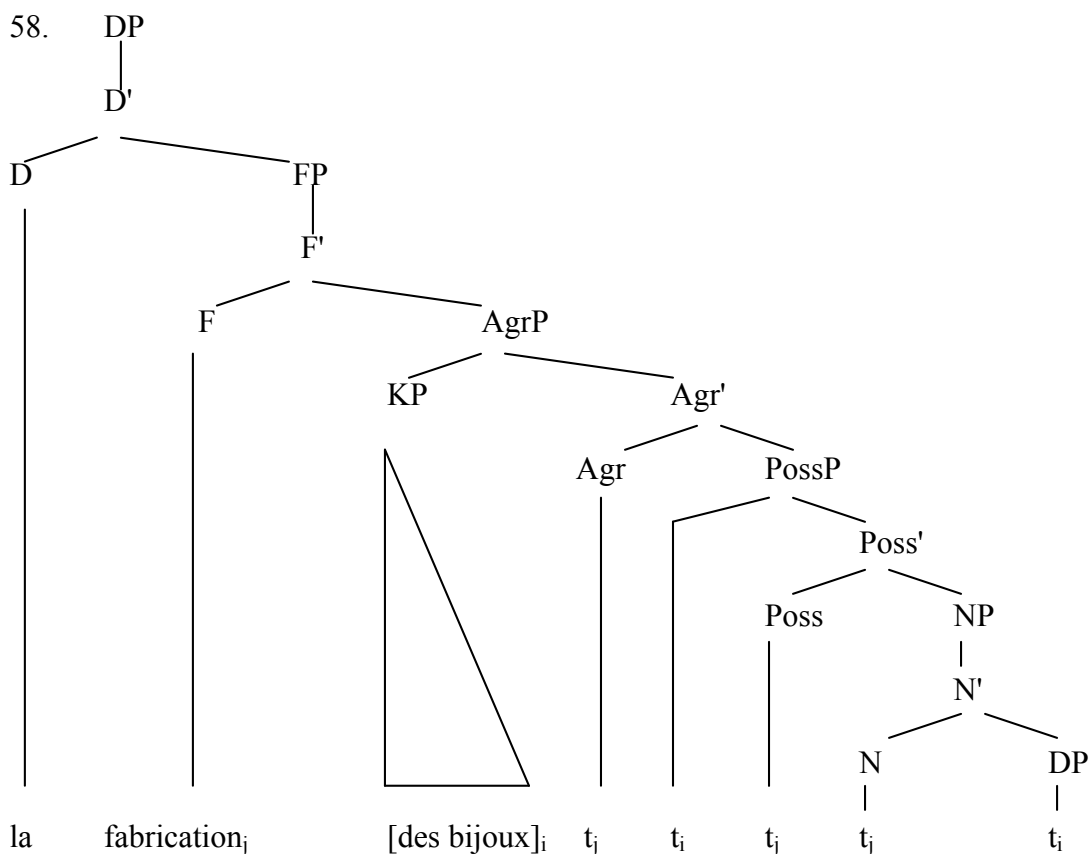 58. DP
D'
D FP
F'
F AgrP
KP Agr'
Agr PossP
Poss'
Poss NP
N'
N DP
la fabricationj [des bijoux]i tj ti tj tj ti